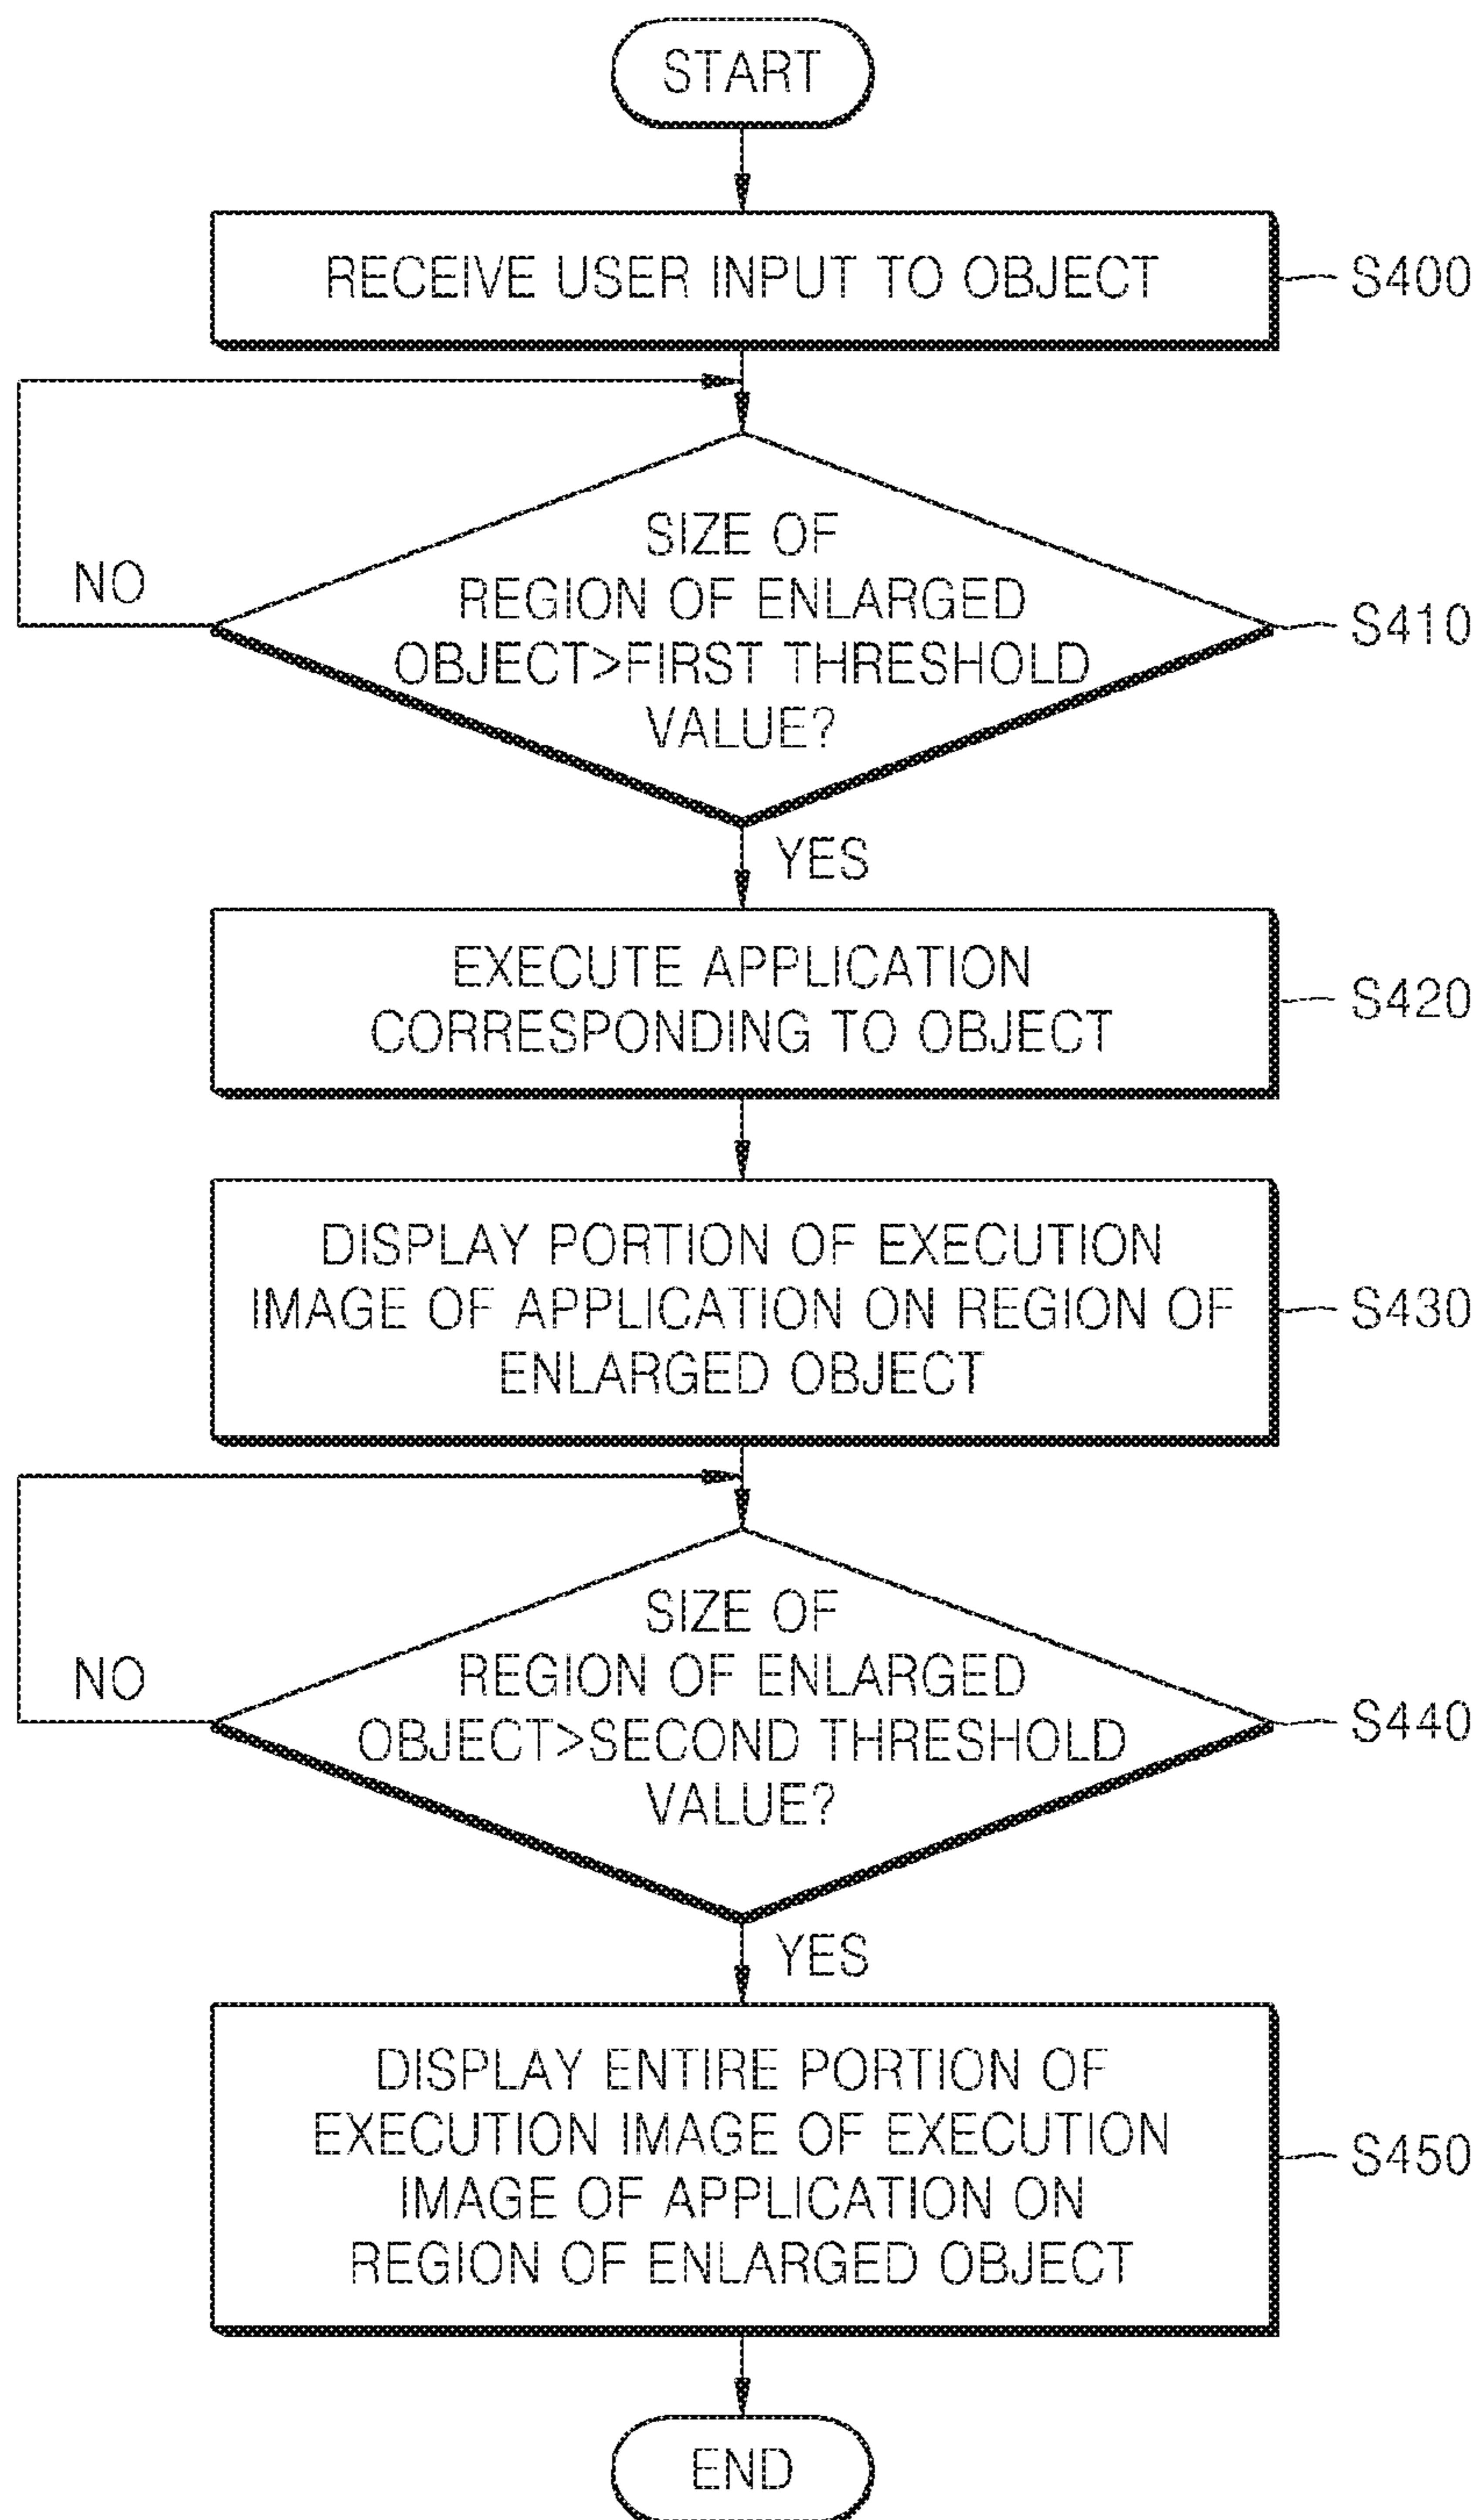 START
RECEIVE USER INPUT TO OBJECT
S400
SIZE OF
REGION OF ENLARGED
OBJECT>FIRST THRESHOLD
VALUE?
NO
S410
YES
EXECUTE APPLICATION
CORRESPONDING TO OBJECT
S420
DISPLAY PORTION OF EXECUTION
IMAGE OF APPLICATION ON REGION OF
ENLARGED OBJECT
S430
SIZE OF
REGION OF ENLARGED
OBJECT>SECOND THRESHOLD
VALUE?
NO
S440
YES
DISPLAY ENTIRE PORTION OF
EXECUTION IMAGE OF EXECUTION
IMAGE OF APPLICATION ON
REGION OF ENLARGED OBJECT
S450
END